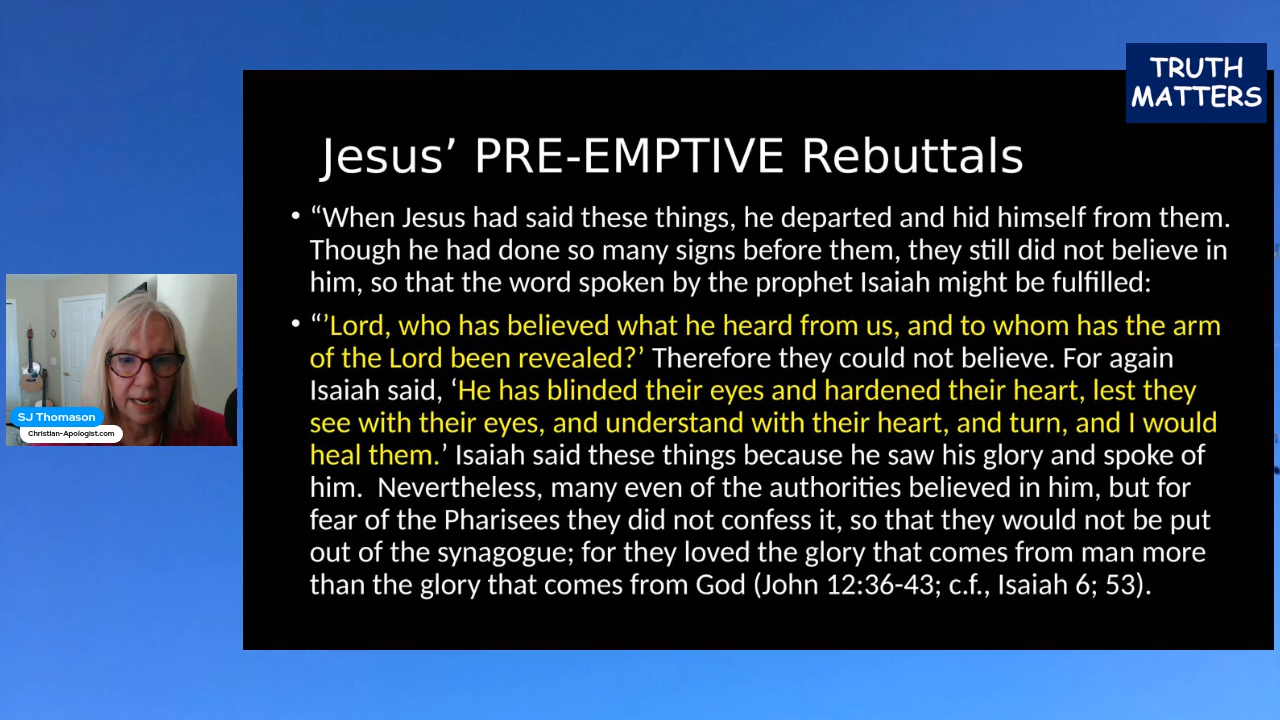 TRUTH
MATTERS
Jesus’ PRE-EMPTIVE Rebuttals
• “When Jesus had said these things, he departed and hid himself from them.
Though he had done so many signs before them, they still did not believe in
him, so that the word spoken by the prophet Isaiah might be fulfilled:
• “’Lord, who has believed what he heard from us, and to whom has the arm
of the Lord been revealed?’ Therefore they could not believe. For again
Isaiah said, ‘He has blinded their eyes and hardened their heart, lest they
see with their eyes, and understand with their heart, and turn, and I would
heal them.’ Isaiah said these things because he saw his glory and spoke of
him.  Nevertheless, many even of the authorities believed in him, but for
fear of the Pharisees they did not confess it, so that they would not be put
out of the synagogue; for they loved the glory that comes from man more
than the glory that comes from God (John 12:36-43; c.f., Isaiah 6; 53).
SJ Thomason
Christian-Apologist.com